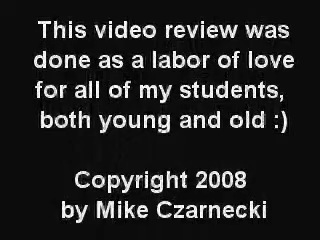 This video review was
done as a labor of love
for all of my students,
both young and old :)
Copyright 2008
by Mike Czarnecki